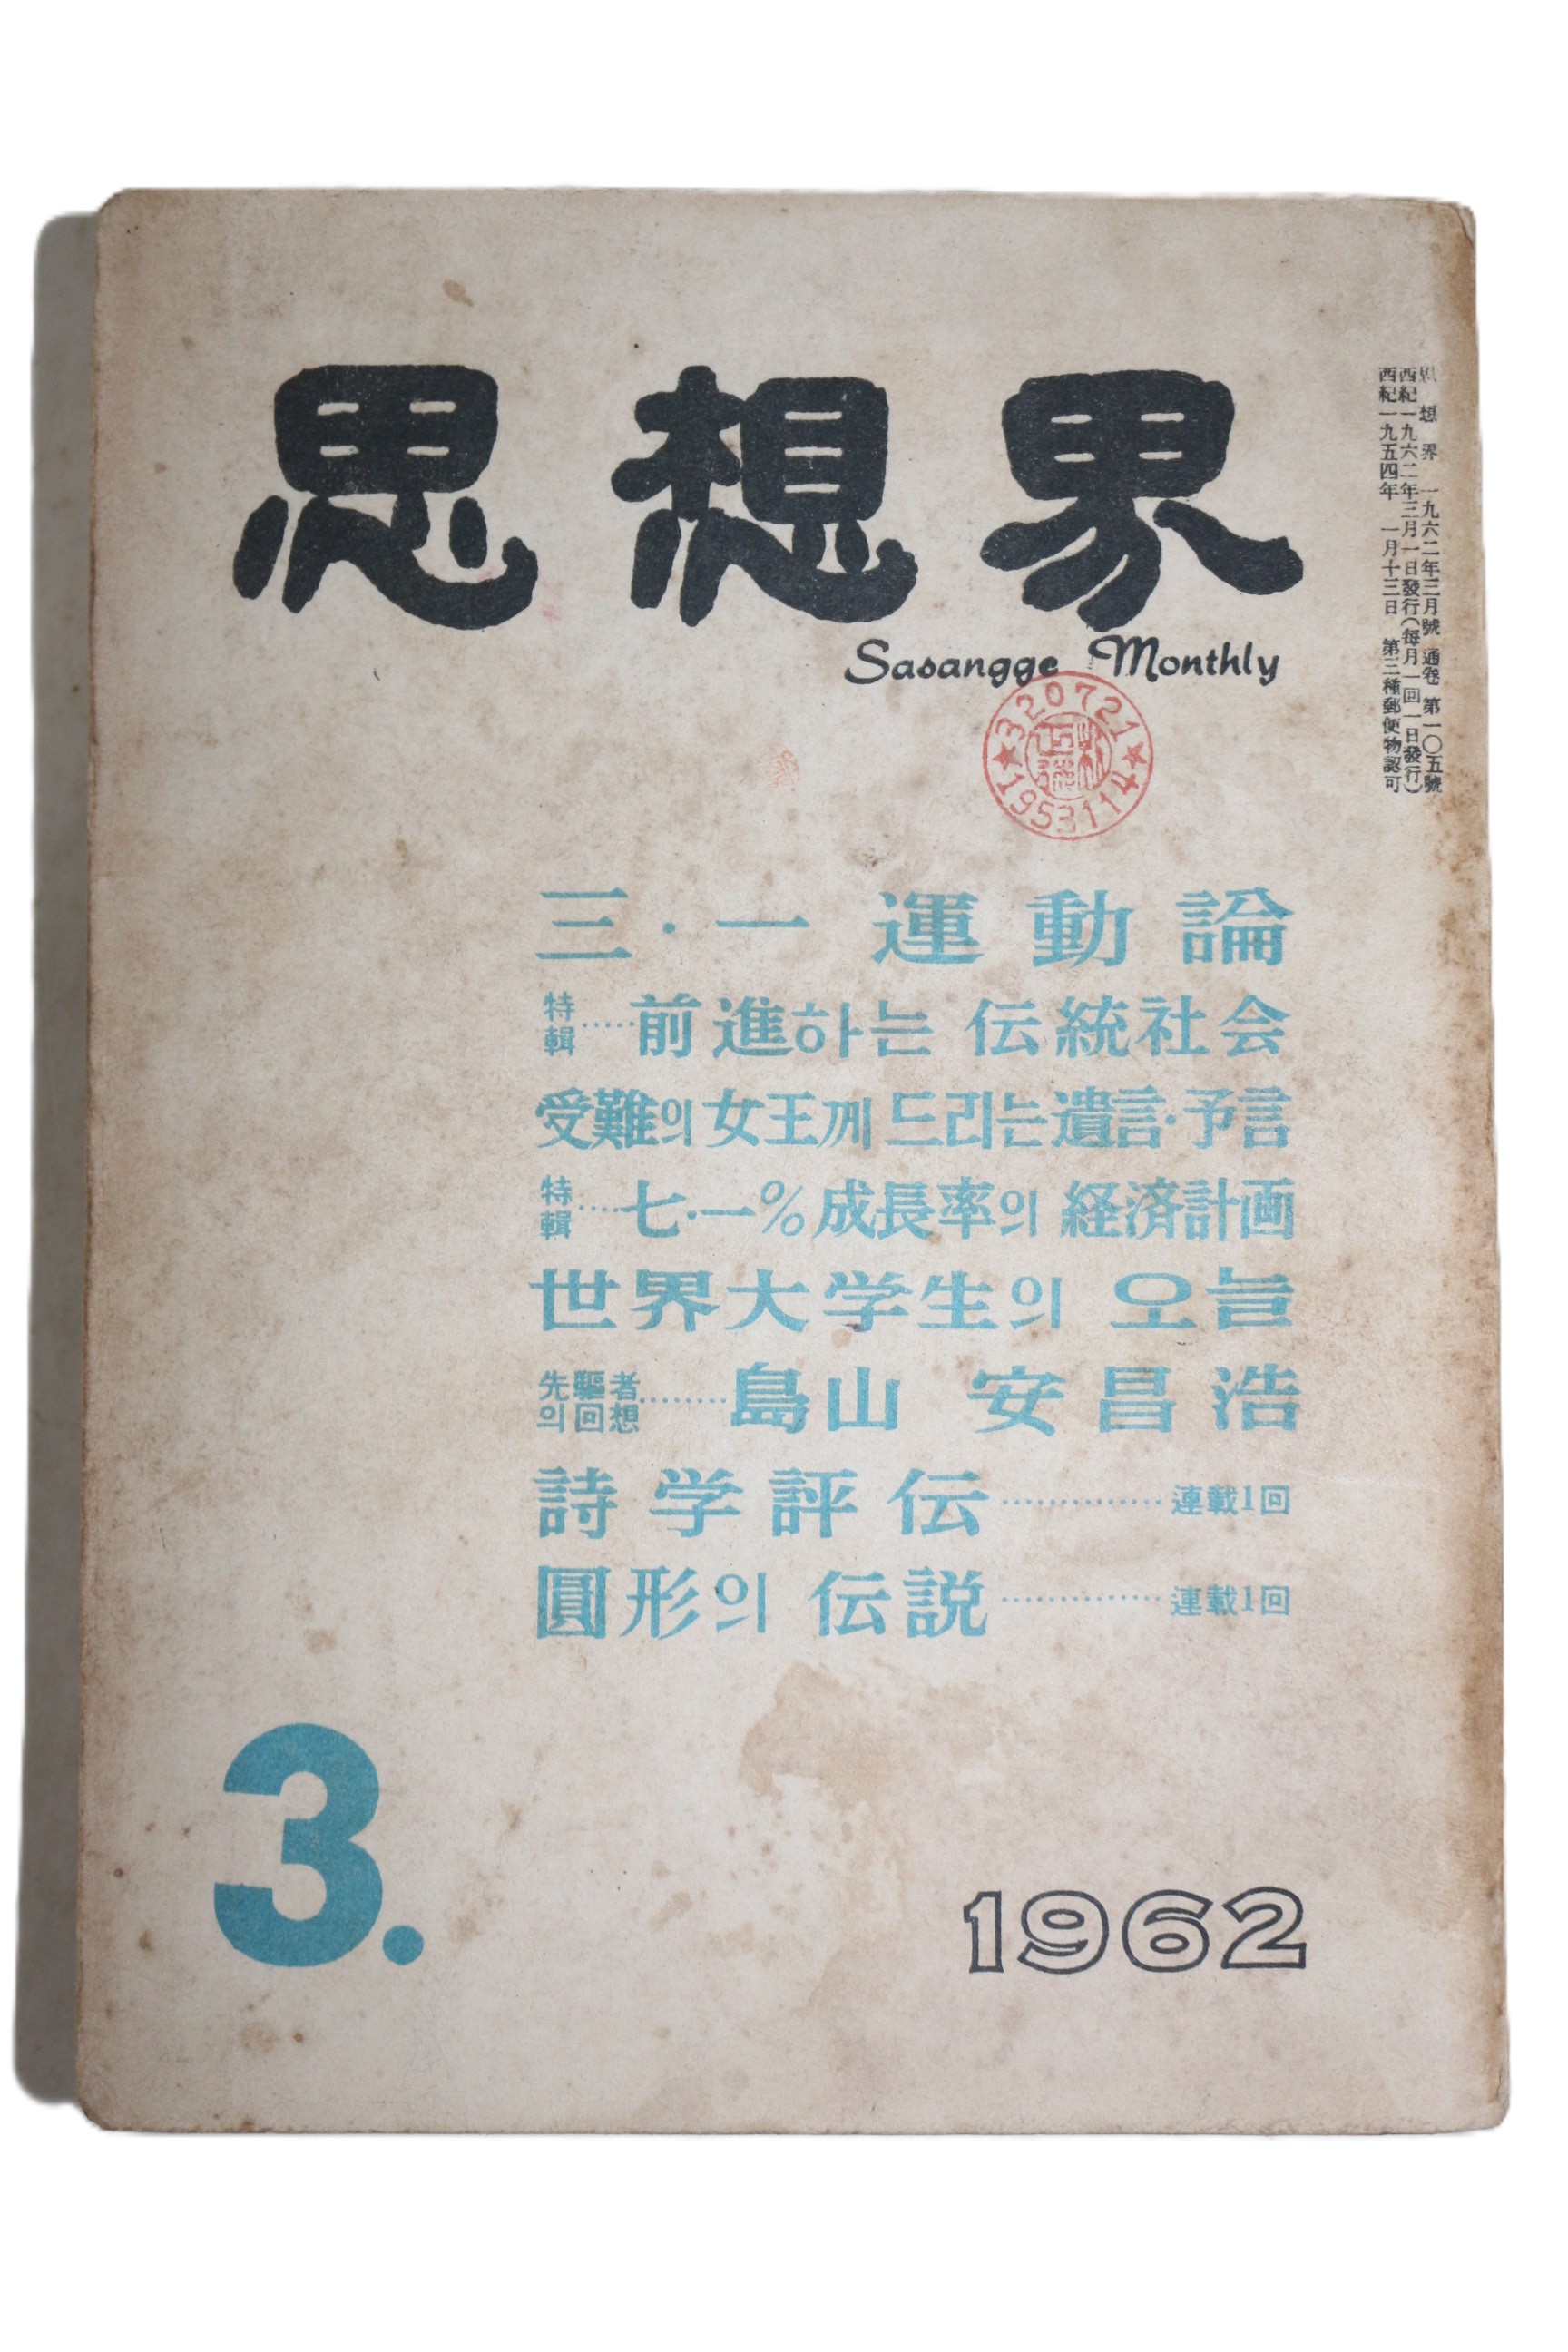 思想界
Sasangge Monthly
思想界 一九六二年三月號 通卷 第一〇五號
西紀一九六二年三月一日發行(每月一回一日發行)
西紀一九五四年 一月十三日 第三種郵便物認可
★320721★
1953114
三·一 運動論
特輯……前進하는 伝統社会
受難의 女王께 드리는 遺言·予言
特輯……七·一% 成長率의 経済計画
世界大学生의 오늘
先驅者의 回想………島山 安昌浩
詩学評伝……………連載1回
圓形의 伝説……………連載1回
3.
1962